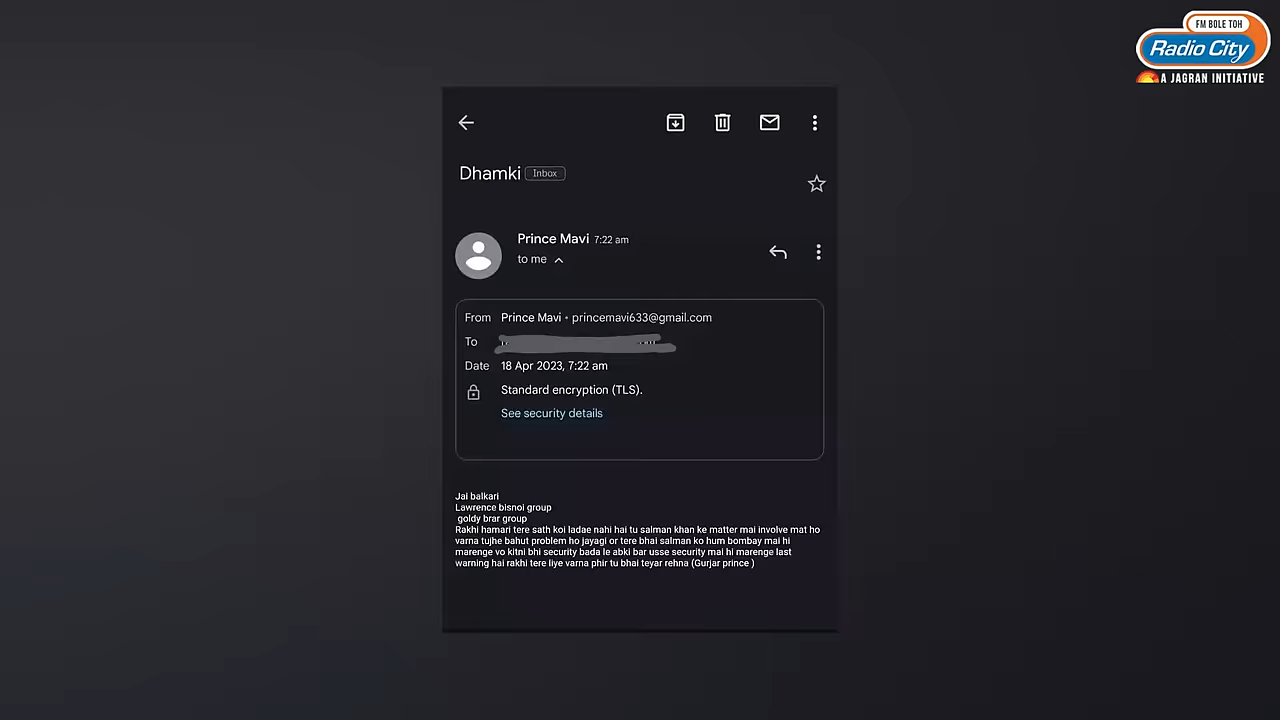 FM BOLE TOH
Radio City
A JAGRAN INITIATIVE
Dhamki Inbox
Prince Mavi 7:22 am
to me
From Prince Mavi • princemavi633@gmail.com
To
Date 18 Apr 2023, 7:22 am
Standard encryption (TLS).
See security details
Jai balkari
Lawrence bisnoi group
goldy brar group
Rakhi hamari tere sath koi ladae nahi hai tu salman khan ke matter mai involve mat ho
varna tujhe bahut problem ho jayagi or tere bhai salman ko hum bombay mai hi
marenge vo kitni bhi security bada le abki bar usse security mai hi marenge last
warning hai rakhi tere liye varna phir tu bhai teyar rehna (Gurjar prince )